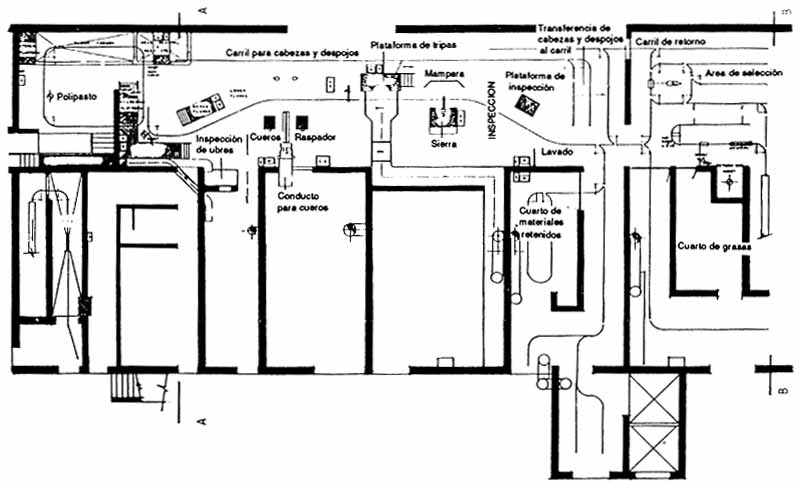 A
B
Transferencia de
cabezas y despojos
al carril
Carril de retorno
Plataforma de tripas
Carril para cabezas y despojos
Mampera
Plataforma de
inspección
Area de selección
Polipasto
INSPECCION
Inspección
de ubres
Cueros
Raspador
Sierra
Lavado
Conducto
para cueros
Cuarto de
materiales
retenidos
Cuarto de grasas
A
B